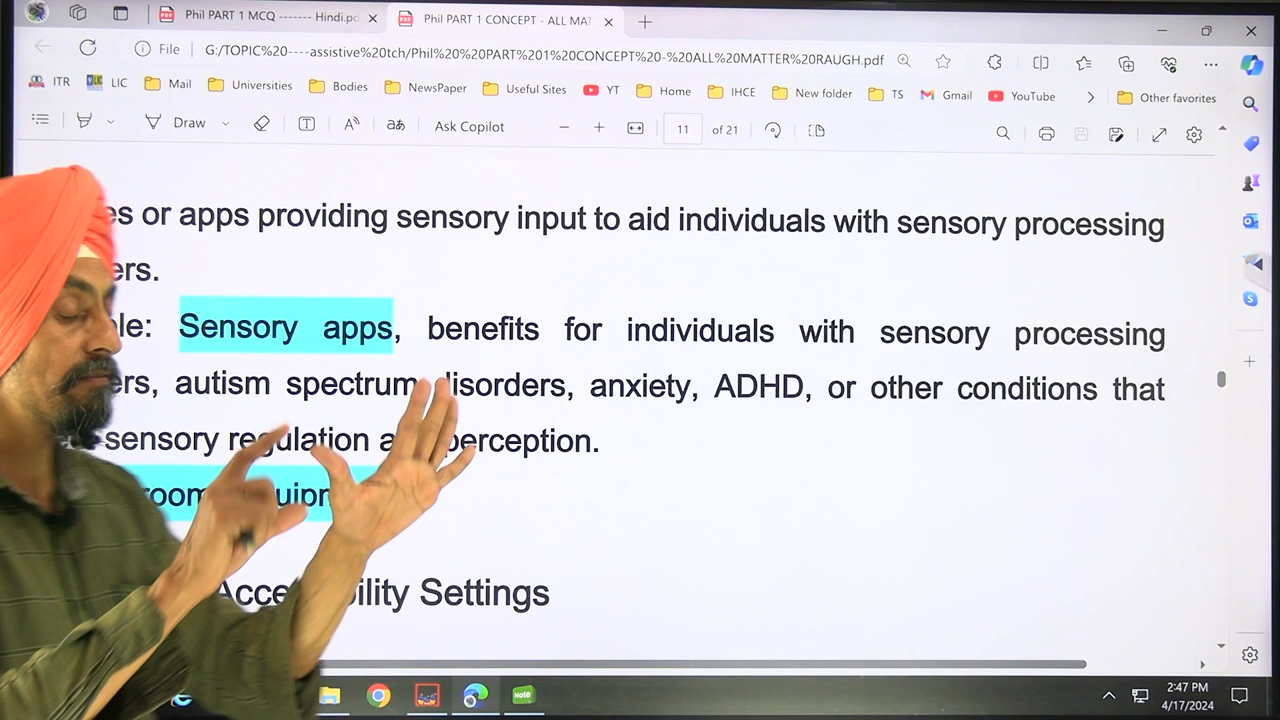 Phil PART 1 MCQ ------- Hindi.pd
Phil PART 1 CONCEPT - ALL MAT
File
G:/TOPIC%20----assistive%20tch/Phil%20%20PART%201%20CONCEPT%20-%20ALL%20MATTER%20RAUGH.pdf
ITR LIC Mail Universities Bodies NewsPaper Useful Sites YT Home IHCE New folder TS Gmail YouTube Other favorites
Draw Ask Copilot 11 of 21
es or apps providing sensory input to aid individuals with sensory processing
ers.
ple: Sensory apps, benefits for individuals with sensory processing
ers, autism spectrum disorders, anxiety, ADHD, or other conditions that
sensory regulation a perception.
room quipr
Acce ility Settings
Note
2:47 PM
4/17/2024